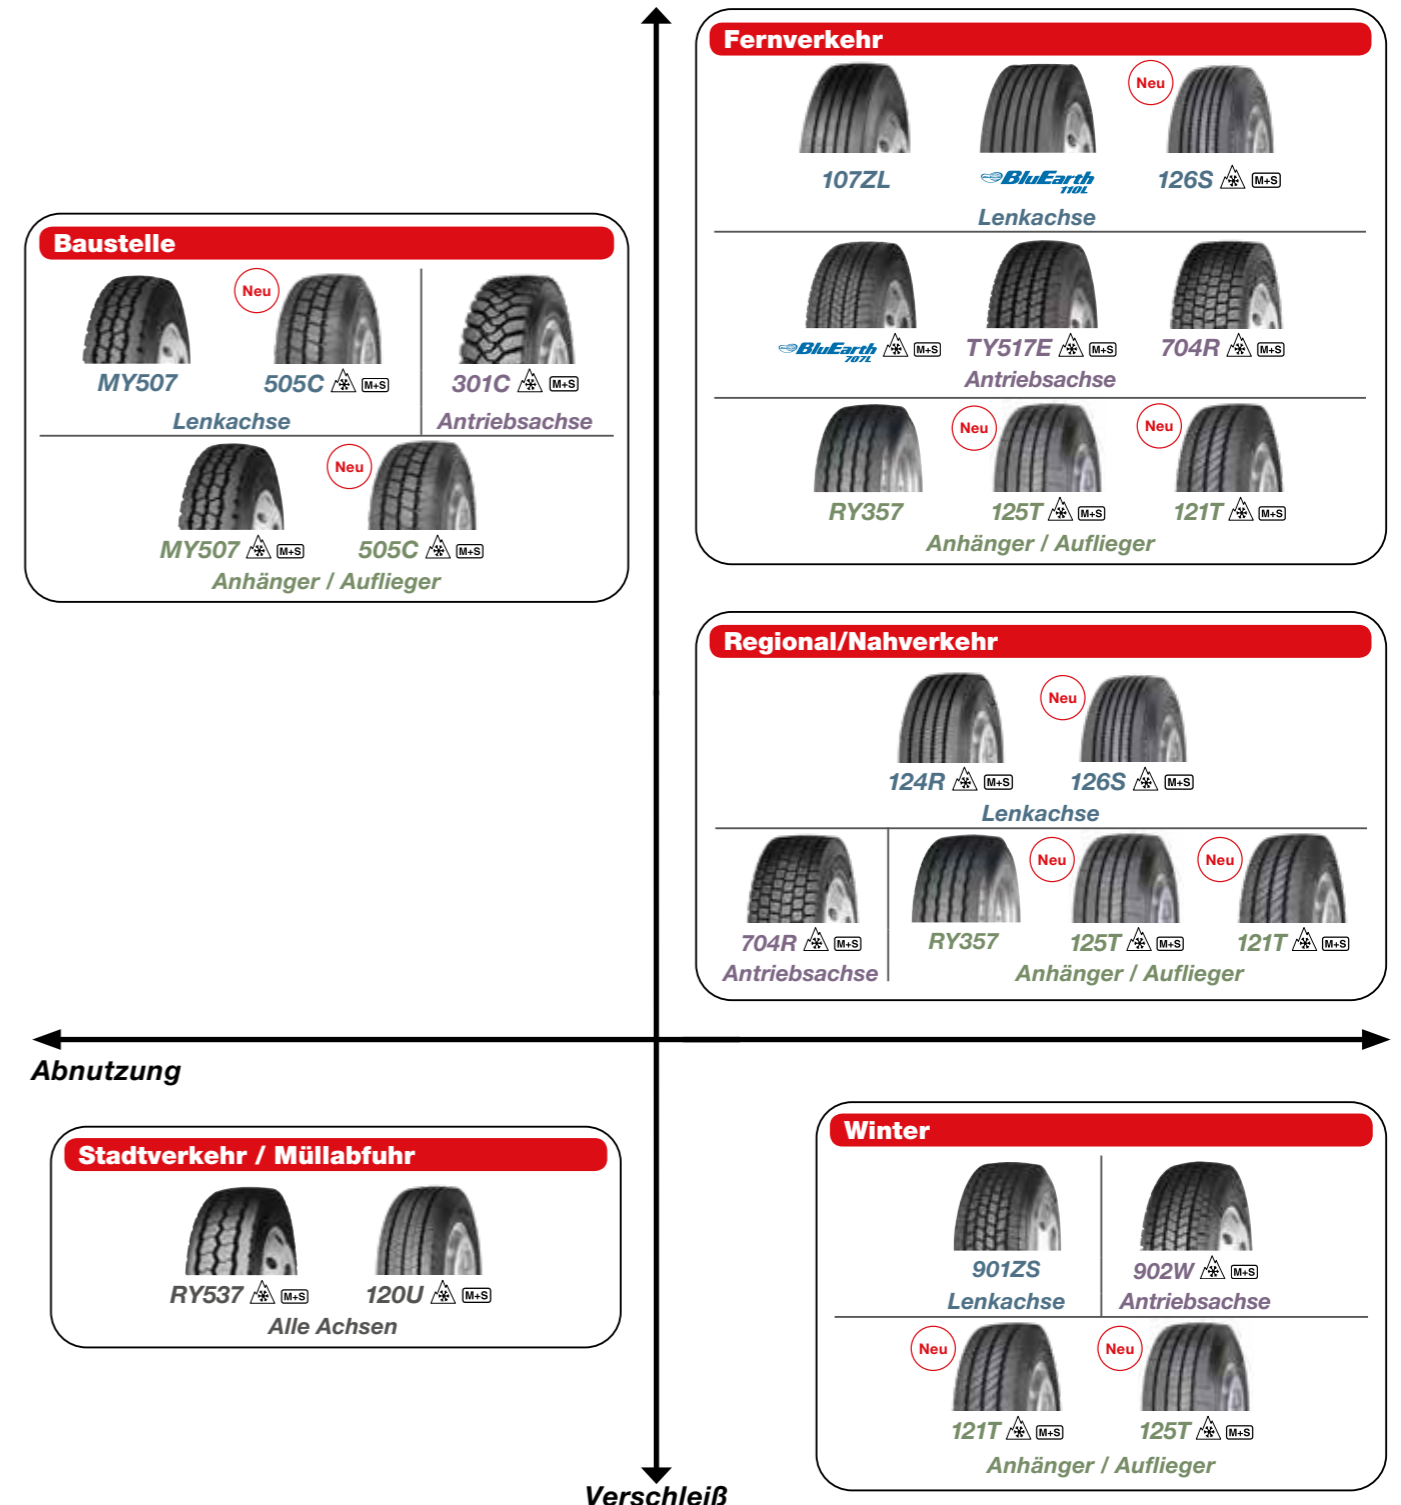 Fernverkehr
Neu
107ZL
BluEarth
110L
126S M+S
Lenkachse
BluEarth
707L
M+S
TY517E M+S
704R M+S
Antriebsachse
Neu
Neu
RY357
125T M+S
121T M+S
Anhänger / Auflieger
Baustelle
Neu
MY507
505C M+S
Lenkachse
301C M+S
Antriebsachse
Neu
MY507 M+S
505C M+S
Anhänger / Auflieger
Regional/Nahverkehr
Neu
124R M+S
126S M+S
Lenkachse
704R M+S
Antriebsachse
Neu
Neu
RY357
125T M+S
121T M+S
Anhänger / Auflieger
Abnutzung
Stadtverkehr / Müllabfuhr
RY537 M+S
120U M+S
Alle Achsen
Winter
901ZS
Lenkachse
902W M+S
Antriebsachse
Neu
Neu
121T M+S
125T M+S
Anhänger / Auflieger
Verschleiß